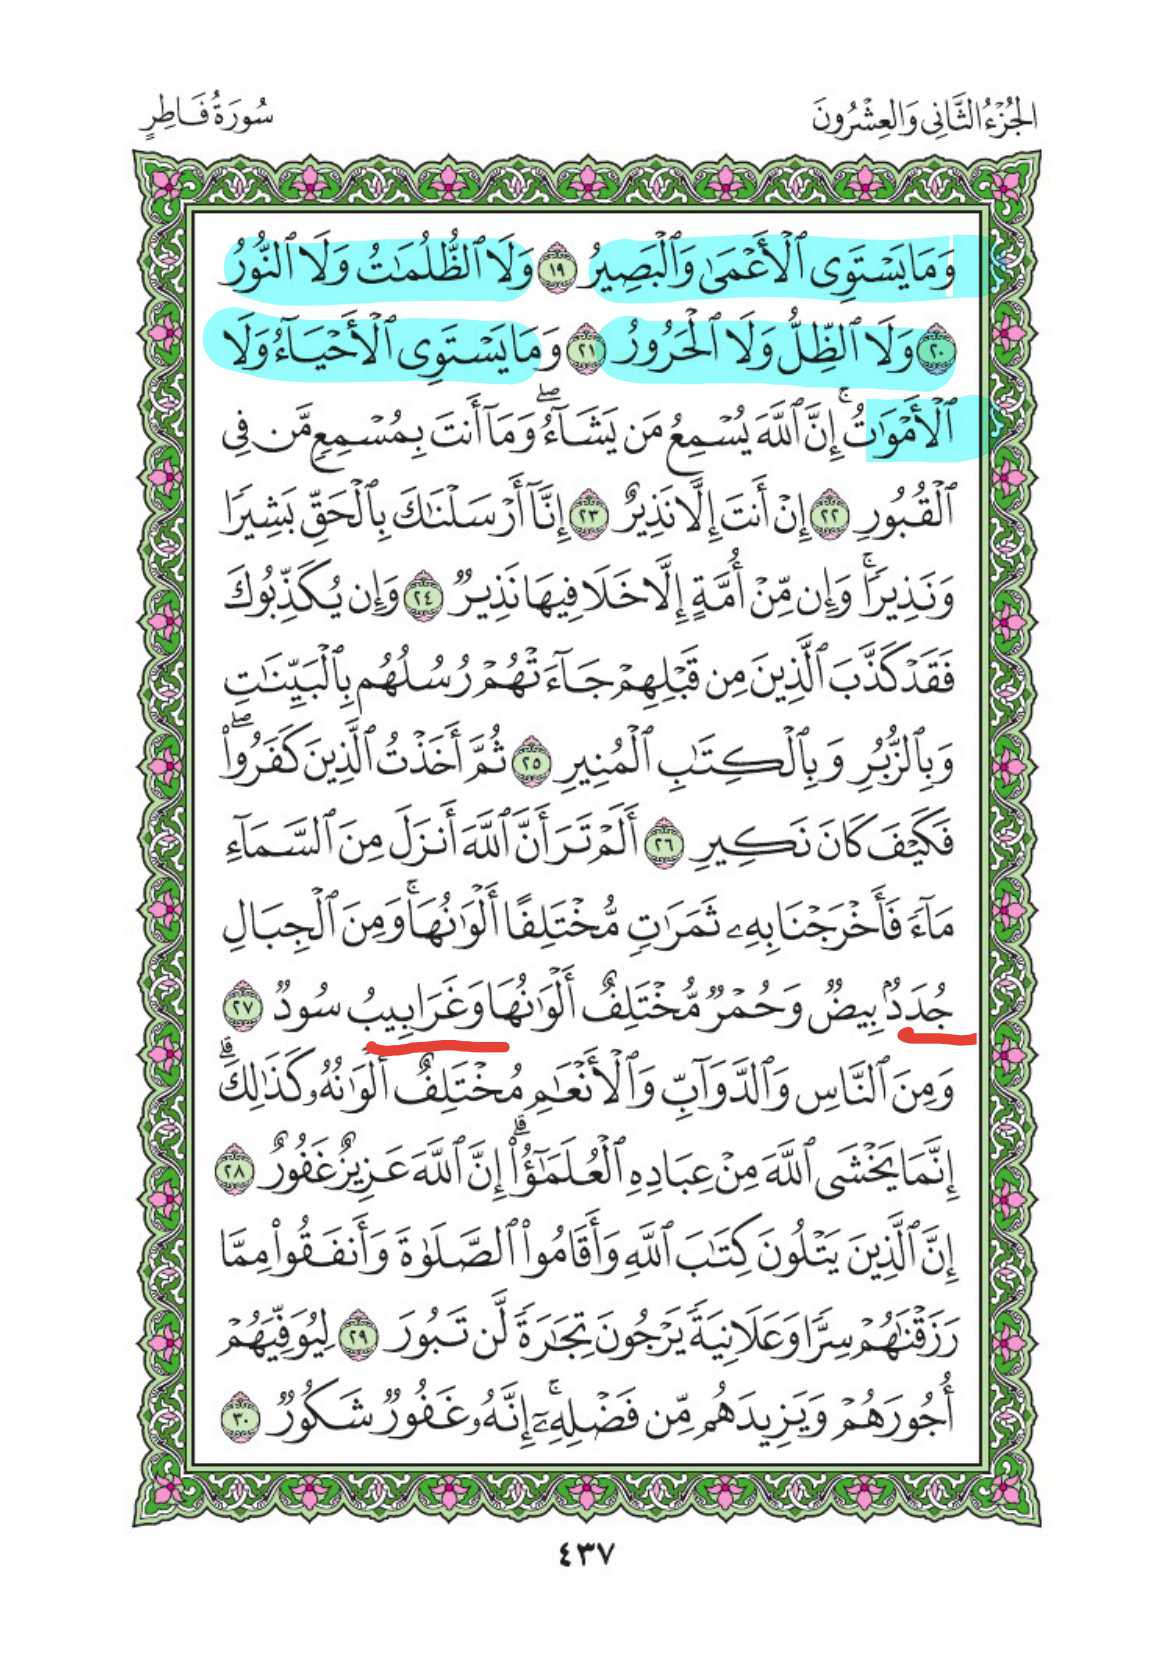 الجُزْءُ الثَّانِي وَالعِشْرُونَ
سُورَةُ فَاطِرٍ
وَمَا يَسْتَوِى ٱلْأَعْمَىٰ وَٱلْبَصِيرُ ١٩ وَلَا ٱلظُّلُمَٰتُ وَلَا ٱلنُّورُ
٢٠ وَلَا ٱلظِّلُّ وَلَا ٱلْحَرُورُ ٢١ وَمَا يَسْتَوِى ٱلْأَحْيَآءُ وَلَا
ٱلْأَمْوَٰتُ ۚ إِنَّ ٱللَّهَ يُسْمِعُ مَن يَشَآءُ ۖ وَمَآ أَنتَ بِمُسْمِعٍ مَّن فِى
ٱلْقُبُورِ ٢٢ إِنْ أَنتَ إِلَّا نَذِيرٌ ٢٣ إِنَّآ أَرْسَلْنَٰكَ بِٱلْحَقِّ بَشِيرًا
وَنَذِيرًا ۚ وَإِن مِّنْ أُمَّةٍ إِلَّا خَلَا فِيهَا نَذِيرٌ ٢٤ وَإِن يُكَذِّبُوكَ
فَقَدْ كَذَّبَ ٱلَّذِينَ مِن قَبْلِهِمْ جَآءَتْهُمْ رُسُلُهُم بِٱلْبَيِّنَٰتِ
وَبِٱلزُّبُرِ وَبِٱلْكِتَٰبِ ٱلْمُنِيرِ ٢٥ ثُمَّ أَخَذْتُ ٱلَّذِينَ كَفَرُوا۟ ۖ
فَكَيْفَ كَانَ نَكِيرِ ٢٦ أَلَمْ تَرَ أَنَّ ٱللَّهَ أَنزَلَ مِنَ ٱلسَّمَآءِ
مَآءً فَأَخْرَجْنَا بِهِۦ ثَمَرَٰتٍ مُّخْتَلِفًا أَلْوَٰنُهَا ۚ وَمِنَ ٱلْجِبَالِ
جُدَدٌۢ بِيضٌ وَحُمْرٌ مُّخْتَلِفٌ أَلْوَٰنُهَا وَغَرَابِيبُ سُودٌ ٢٧
وَمِنَ ٱلنَّاسِ وَٱلدَّوَآبِّ وَٱلْأَنْعَٰمِ مُخْتَلِفٌ أَلْوَٰنُهُۥ كَذَٰلِكَ ۗ
إِنَّمَا يَخْشَى ٱللَّهَ مِنْ عِبَادِهِ ٱلْعُلَمَٰٓؤُا۟ ۗ إِنَّ ٱللَّهَ عَزِيزٌ غَفُورٌ ٢٨
إِنَّ ٱلَّذِينَ يَتْلُونَ كِتَٰبَ ٱللَّهِ وَأَقَامُوا۟ ٱلصَّلَوٰةَ وَأَنفَقُوا۟ مِمَّا
رَزَقْنَٰهُمْ سِرًّا وَعَلَانِيَةً يَرْجُونَ تِجَٰرَةً لَّن تَبُورَ ٢٩ لِيُوَفِّيَهُمْ
أُجُورَهُمْ وَيَزِيدَهُم مِّن فَضْلِهِۦٓ ۚ إِنَّهُۥ غَفُورٌ شَكُورٌ ٣٠
٤٣٧